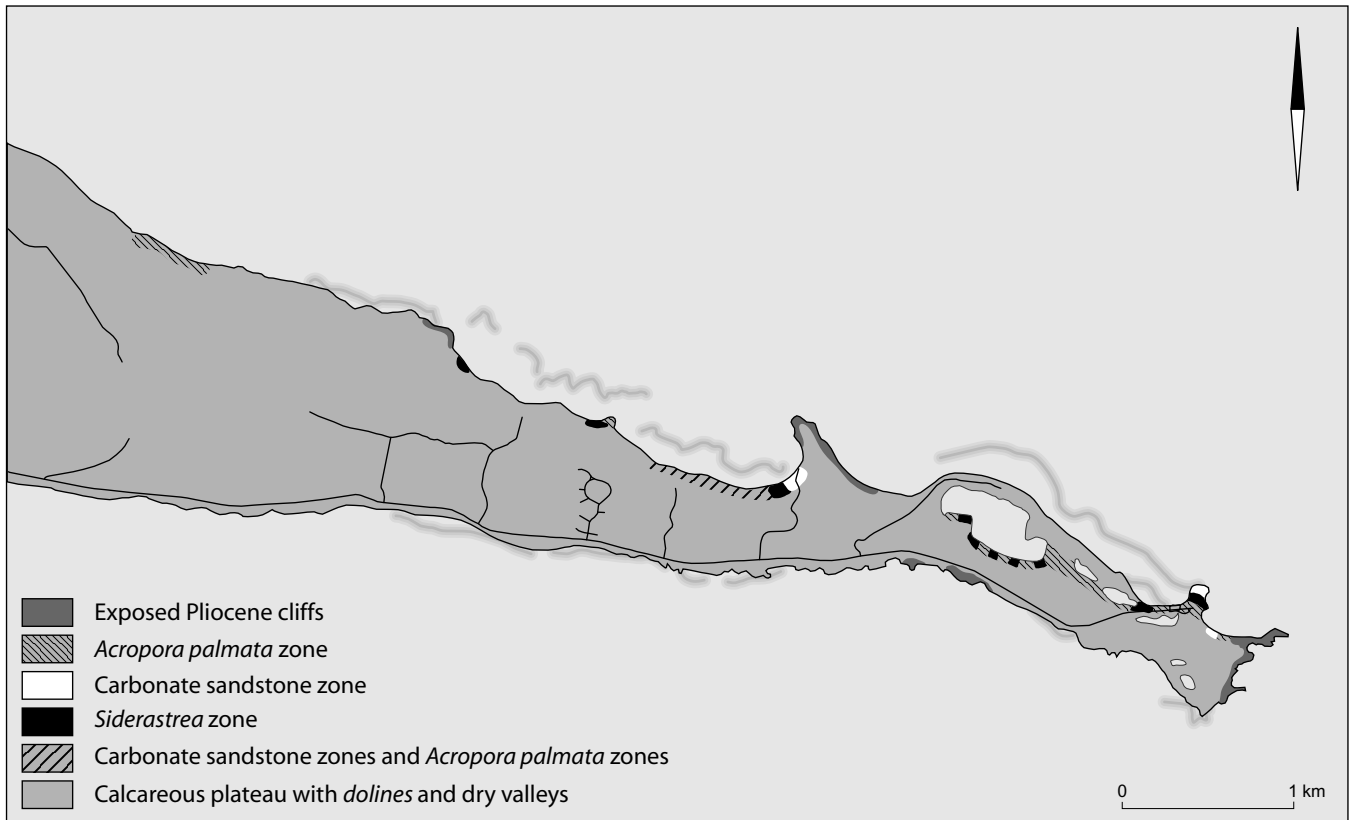 Exposed Pliocene cliffs
Acropora palmata zone
Carbonate sandstone zone
Siderastrea zone
Carbonate sandstone zones and Acropora palmata zones
Calcareous plateau with dolines and dry valleys
0 1 km